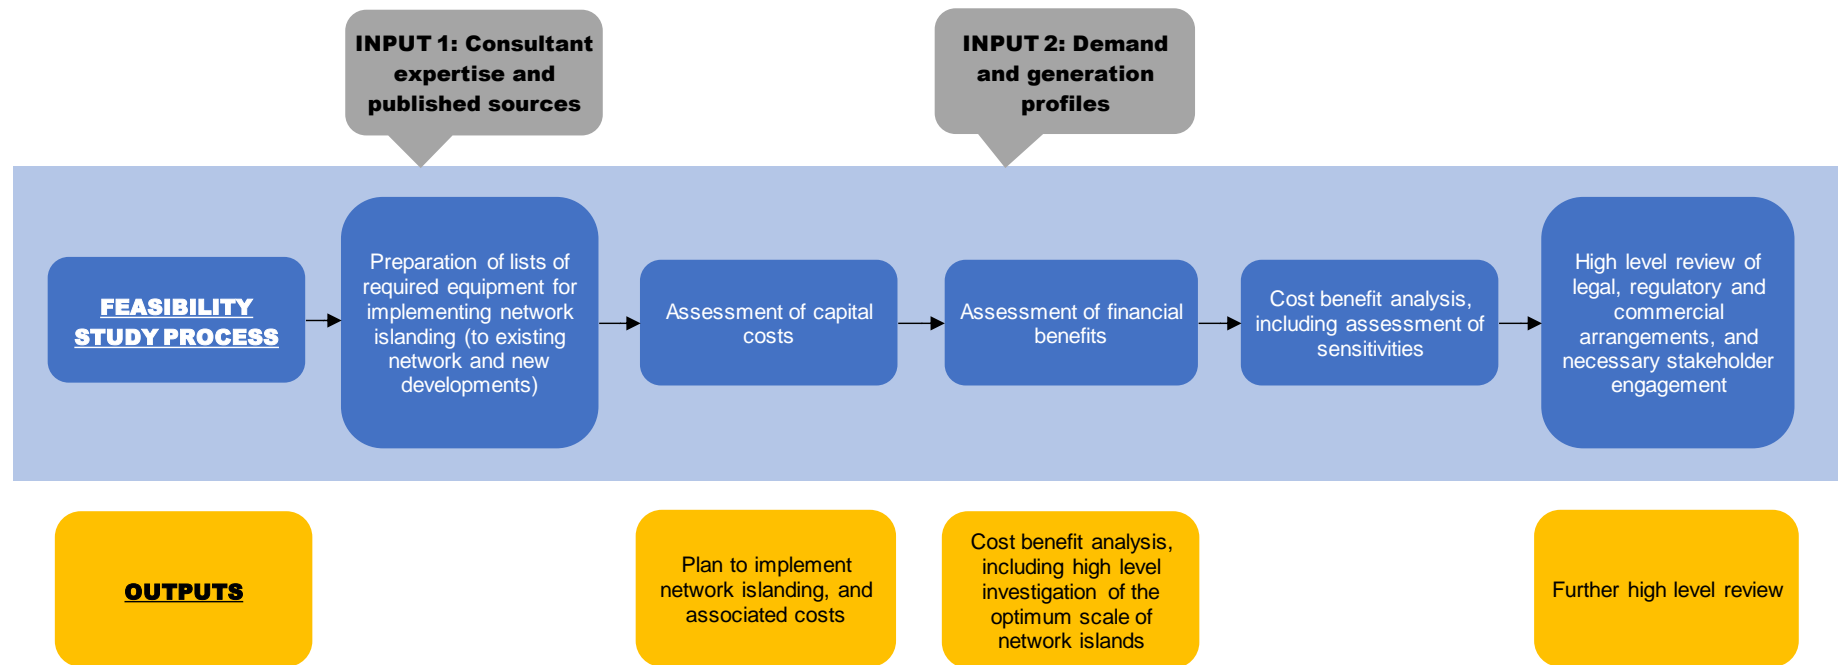 INPUT 1: Consultant
expertise and
published sources
INPUT 2: Demand
and generation
profiles
FEASIBILITY
STUDY PROCESS
Preparation of lists of
required equipment for
implementing network
islanding (to existing
network and new
developments)
Assessment of capital
costs
Assessment of financial
benefits
Cost benefit analysis,
including assessment of
sensitivities
High level review of
legal, regulatory and
commercial
arrangements, and
necessary stakeholder
engagement
OUTPUTS
Plan to implement
network islanding, and
associated costs
Cost benefit analysis,
including high level
investigation of the
optimum scale of
network islands
Further high level review